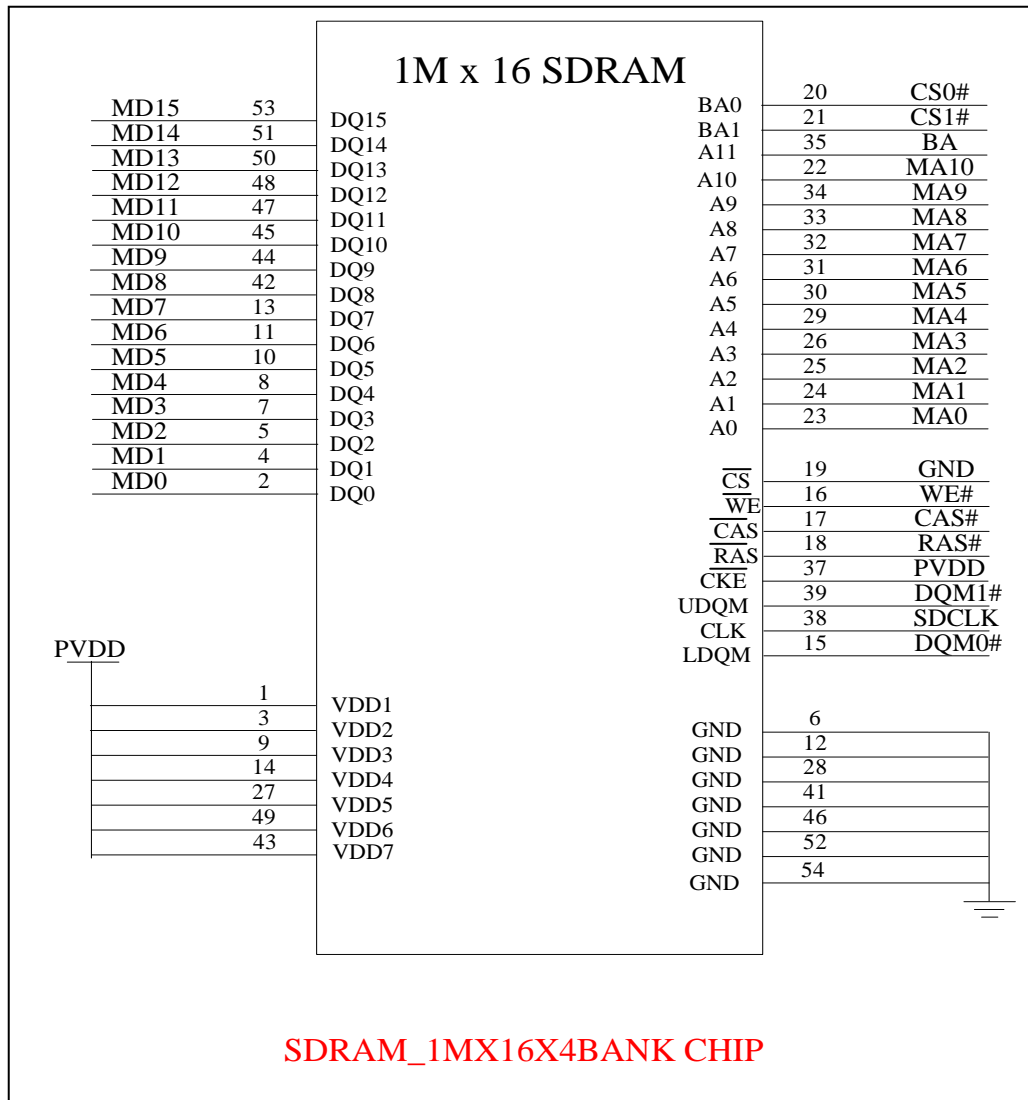 1M x 16 SDRAM
MD15 53 DQ15
MD14 51 DQ14
MD13 50 DQ13
MD12 48 DQ12
MD11 47 DQ11
MD10 45 DQ10
MD9 44 DQ9
MD8 42 DQ8
MD7 13 DQ7
MD6 11 DQ6
MD5 10 DQ5
MD4 8 DQ4
MD3 7 DQ3
MD2 5 DQ2
MD1 4 DQ1
MD0 2 DQ0
PVDD
1 VDD1
3 VDD2
9 VDD3
14 VDD4
27 VDD5
49 VDD6
43 VDD7
BA0 20 CS0#
BA1 21 CS1#
A11 35 BA
A10 22 MA10
A9 34 MA9
A8 33 MA8
A7 32 MA7
A6 31 MA6
A5 30 MA5
A4 29 MA4
A3 26 MA3
A2 25 MA2
A1 24 MA1
A0 23 MA0
CS 19 GND
WE 16 WE#
CAS 17 CAS#
RAS 18 RAS#
CKE 37 PVDD
UDQM 39 DQM1#
CLK 38 SDCLK
LDQM 15 DQM0#
GND 6
GND 12
GND 28
GND 41
GND 46
GND 52
GND 54
SDRAM_1MX16X4BANK CHIP